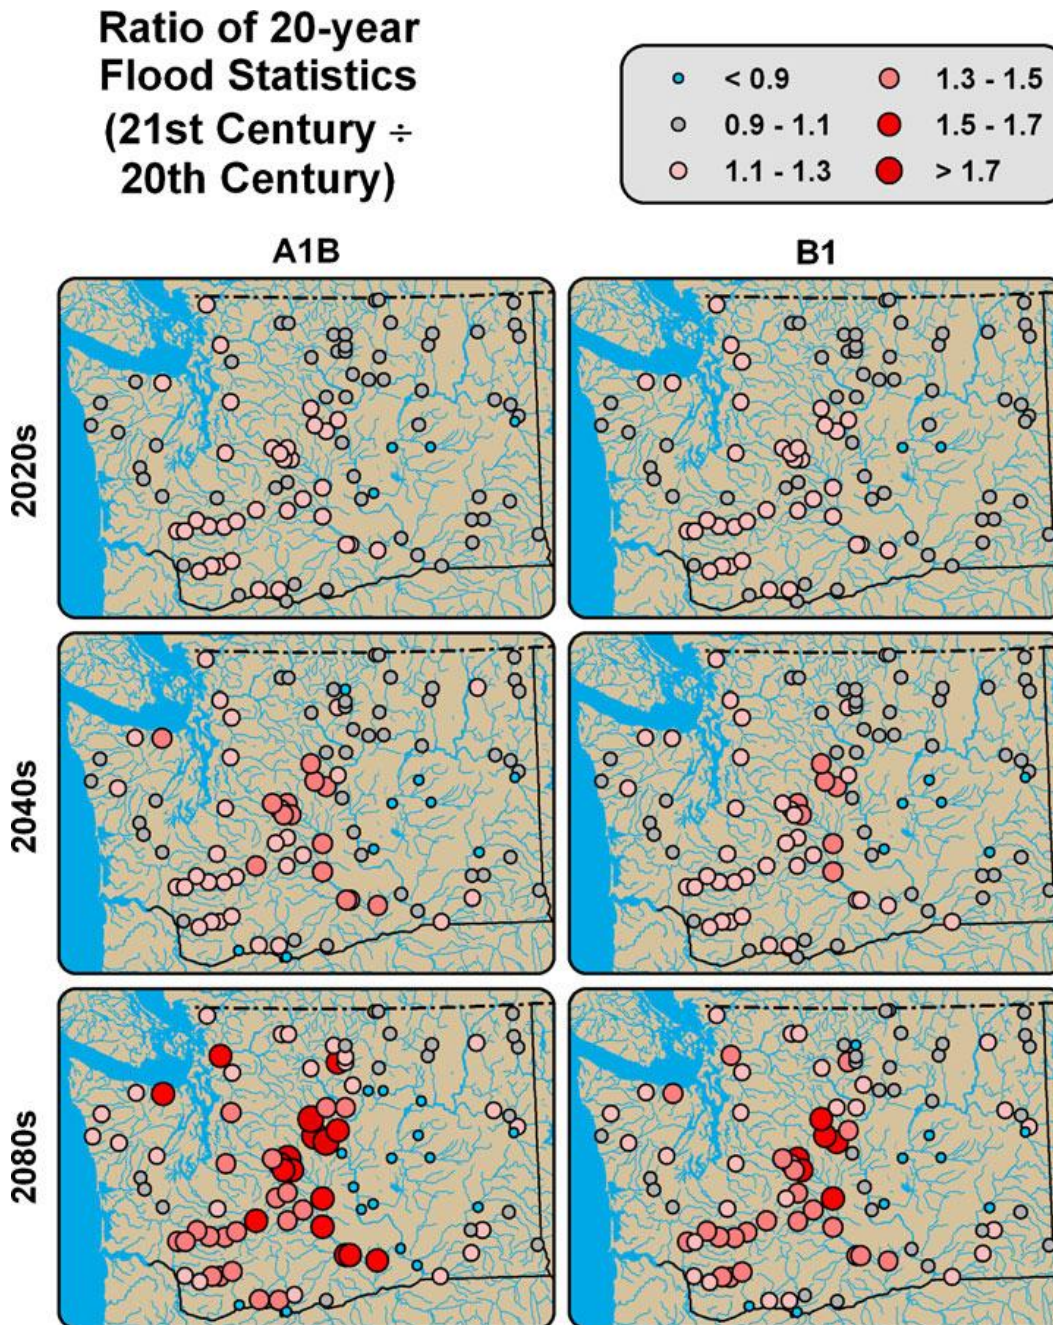 Ratio of 20-year
Flood Statistics
(21st Century ÷
20th Century)
< 0.9
1.3 - 1.5
0.9 - 1.1
1.5 - 1.7
1.1 - 1.3
> 1.7
A1B
B1
2020s
2040s
2080s